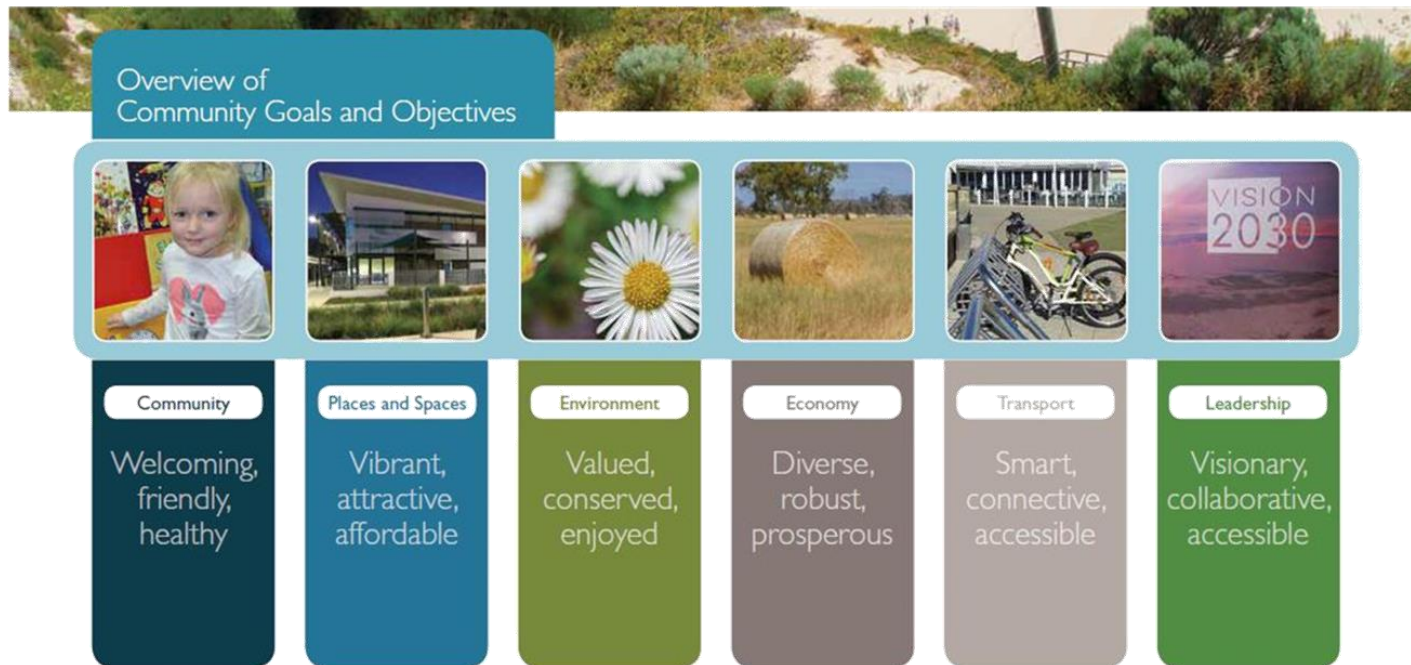 Overview of
Community Goals and Objectives
VISION
2030
Community
Welcoming,
friendly,
healthy
Places and Spaces
Vibrant,
attractive,
affordable
Environment
Valued,
conserved,
enjoyed
Economy
Diverse,
robust,
prosperous
Transport
Smart,
connective,
accessible
Leadership
Visionary,
collaborative,
accessible